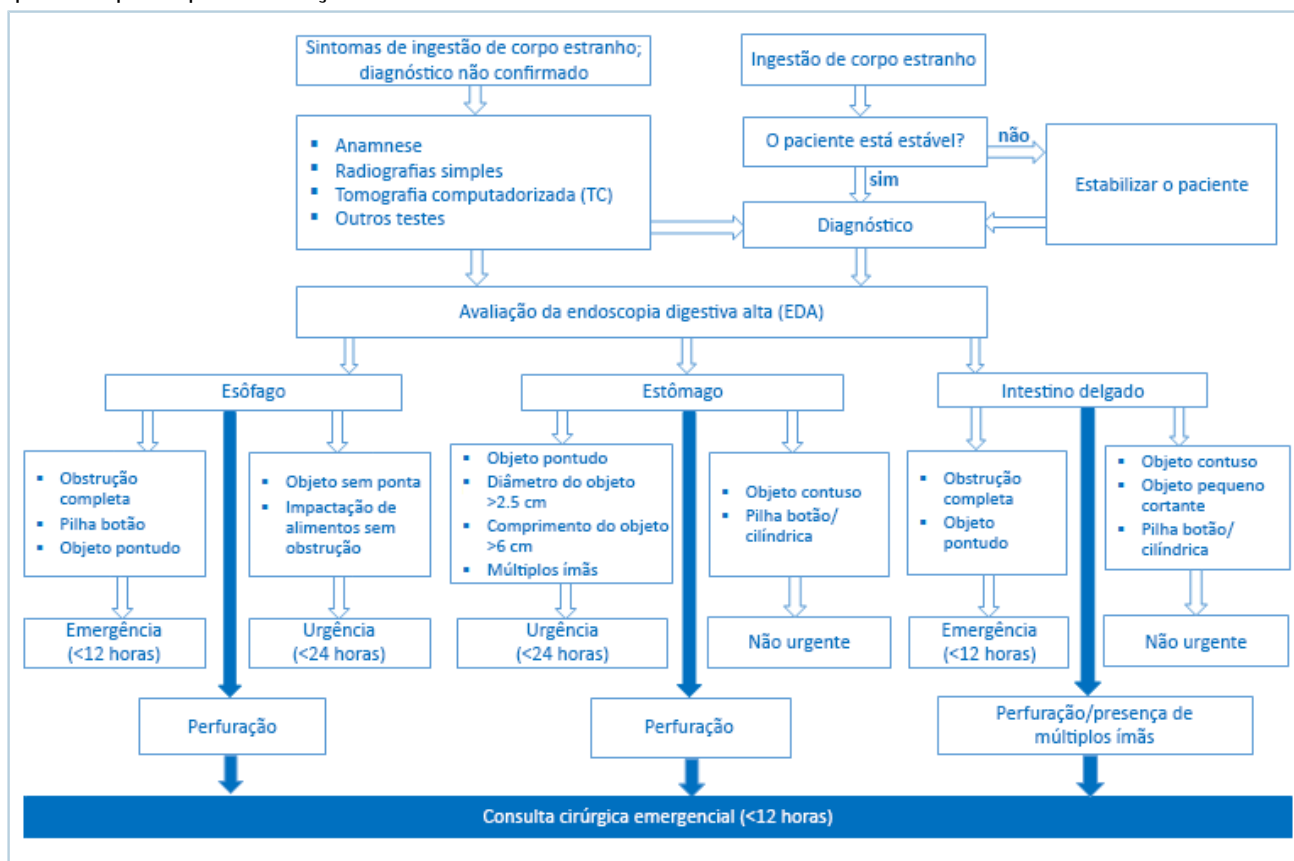 Sintomas de ingestão de corpo estranho;
diagnóstico não confirmado
Ingestão de corpo estranho
▪ Anamnese
▪ Radiografias simples
▪ Tomografia computadorizada (TC)
▪ Outros testes
O paciente está estável?
não
sim
Estabilizar o paciente
Diagnóstico
Avaliação da endoscopia digestiva alta (EDA)
Esôfago
Estômago
Intestino delgado
▪ Obstrução
completa
▪ Pilha botão
▪ Objeto pontudo
▪ Objeto sem ponta
▪ Impactação de
alimentos sem
obstrução
▪ Objeto pontudo
▪ Diâmetro do objeto
>2.5 cm
▪ Comprimento do objeto
>6 cm
▪ Múltiplos ímãs
▪ Objeto contuso
▪ Pilha botão/
cilíndrica
▪ Obstrução
completa
▪ Objeto
pontudo
▪ Objeto contuso
▪ Objeto pequeno
cortante
▪ Pilha botão/
cilíndrica
Emergência
(<12 horas)
Urgência
(<24 horas)
Urgência
(<24 horas)
Não urgente
Emergência
(<12 horas)
Não urgente
Perfuração
Perfuração
Perfuração/presença de
múltiplos ímãs
Consulta cirúrgica emergencial (<12 horas)